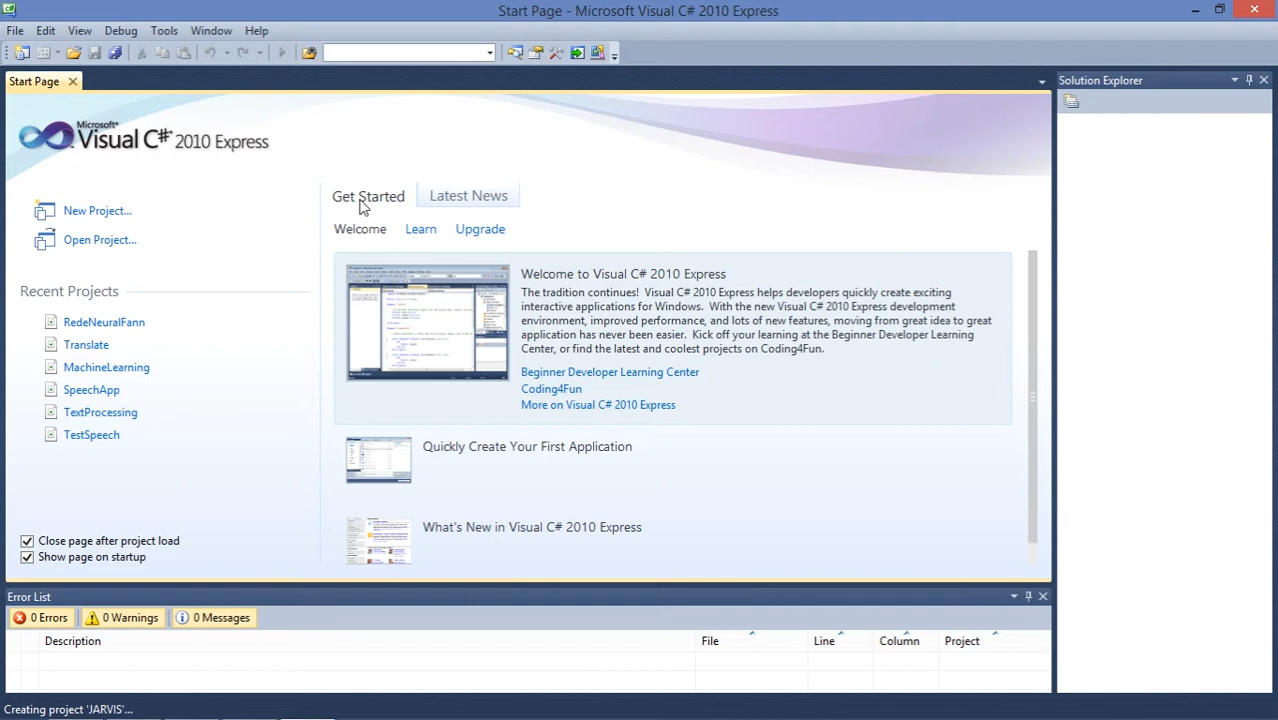 Start Page - Microsoft Visual C# 2010 Express
File Edit View Debug Tools Window Help
Start Page
Solution Explorer
Microsoft®
Visual C# 2010 Express
Get Started
Latest News
New Project...
Open Project...
Welcome Learn Upgrade
Recent Projects
RedeNeuralFann
Translate
MachineLearning
SpeechApp
TextProcessing
TestSpeech
Welcome to Visual C# 2010 Express
The tradition continues! Visual C# 2010 Express helps developers quickly create exciting
interactive applications for Windows. With the new Visual C# 2010 Express development
environment, improved performance, and lots of new features, moving from great idea to great
application has never been easier. Kick off your learning at the Beginner Developer Learning
Center, or find the latest and coolest projects on Coding4Fun.
Beginner Developer Learning Center
Coding4Fun
More on Visual C# 2010 Express
Quickly Create Your First Application
What's New in Visual C# 2010 Express
Close page after project load
Show page on startup
Error List
0 Errors 0 Warnings 0 Messages
Description File Line Column Project
Creating project 'JARVIS'...